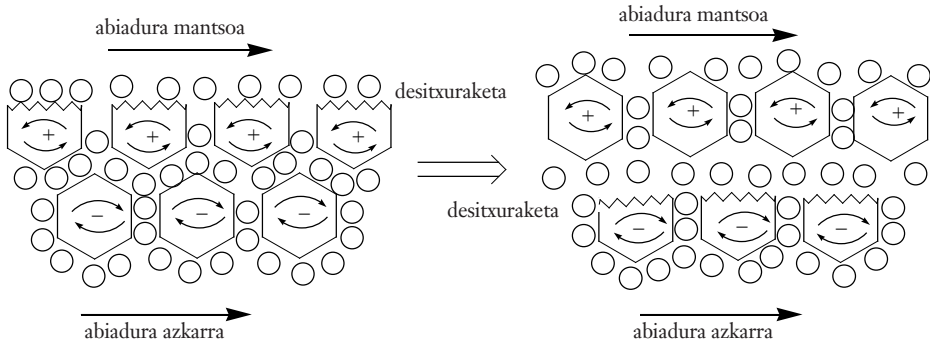 abiadura mantsoa
+ + + +
− − −
abiadura azkarra
desitxuraketa
desitxuraketa
abiadura mantsoa
+ + + +
− − −
abiadura azkarra